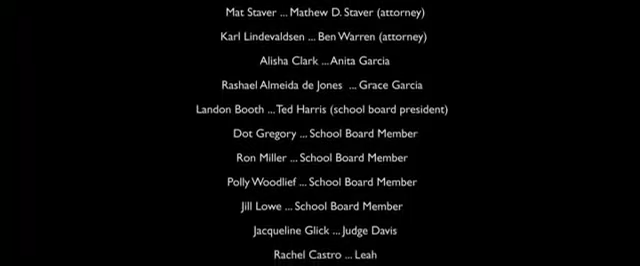 Mat Staver ... Mathew D. Staver (attorney)
Karl Lindevaldsen ... Ben Warren (attorney)
Alisha Clark ... Anita Garcia
Rashael Almeida de Jones ... Grace Garcia
Landon Booth ... Ted Harris (school board president)
Dot Gregory ... School Board Member
Ron Miller ... School Board Member
Polly Woodlief ... School Board Member
Jill Lowe ... School Board Member
Jacqueline Glick ... Judge Davis
Rachel Castro ... Leah